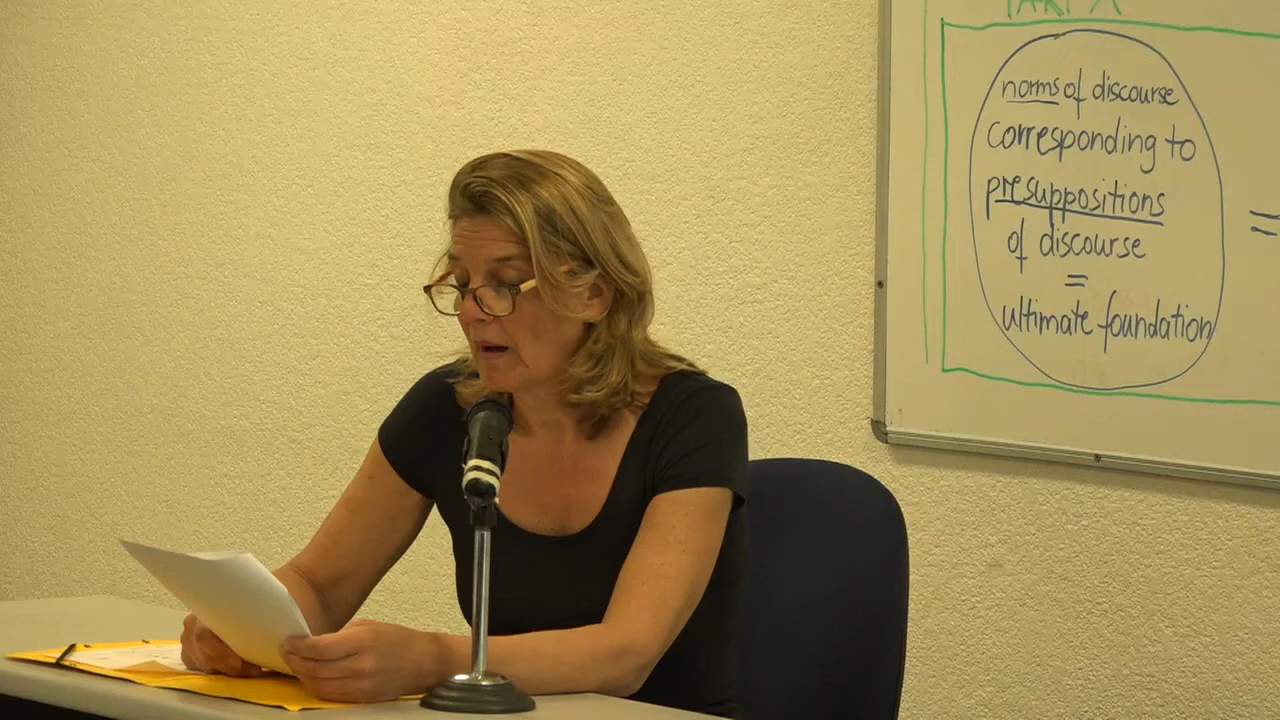 norms of discourse
corresponding to
presuppositions
of discourse
=
ultimate foundation
=